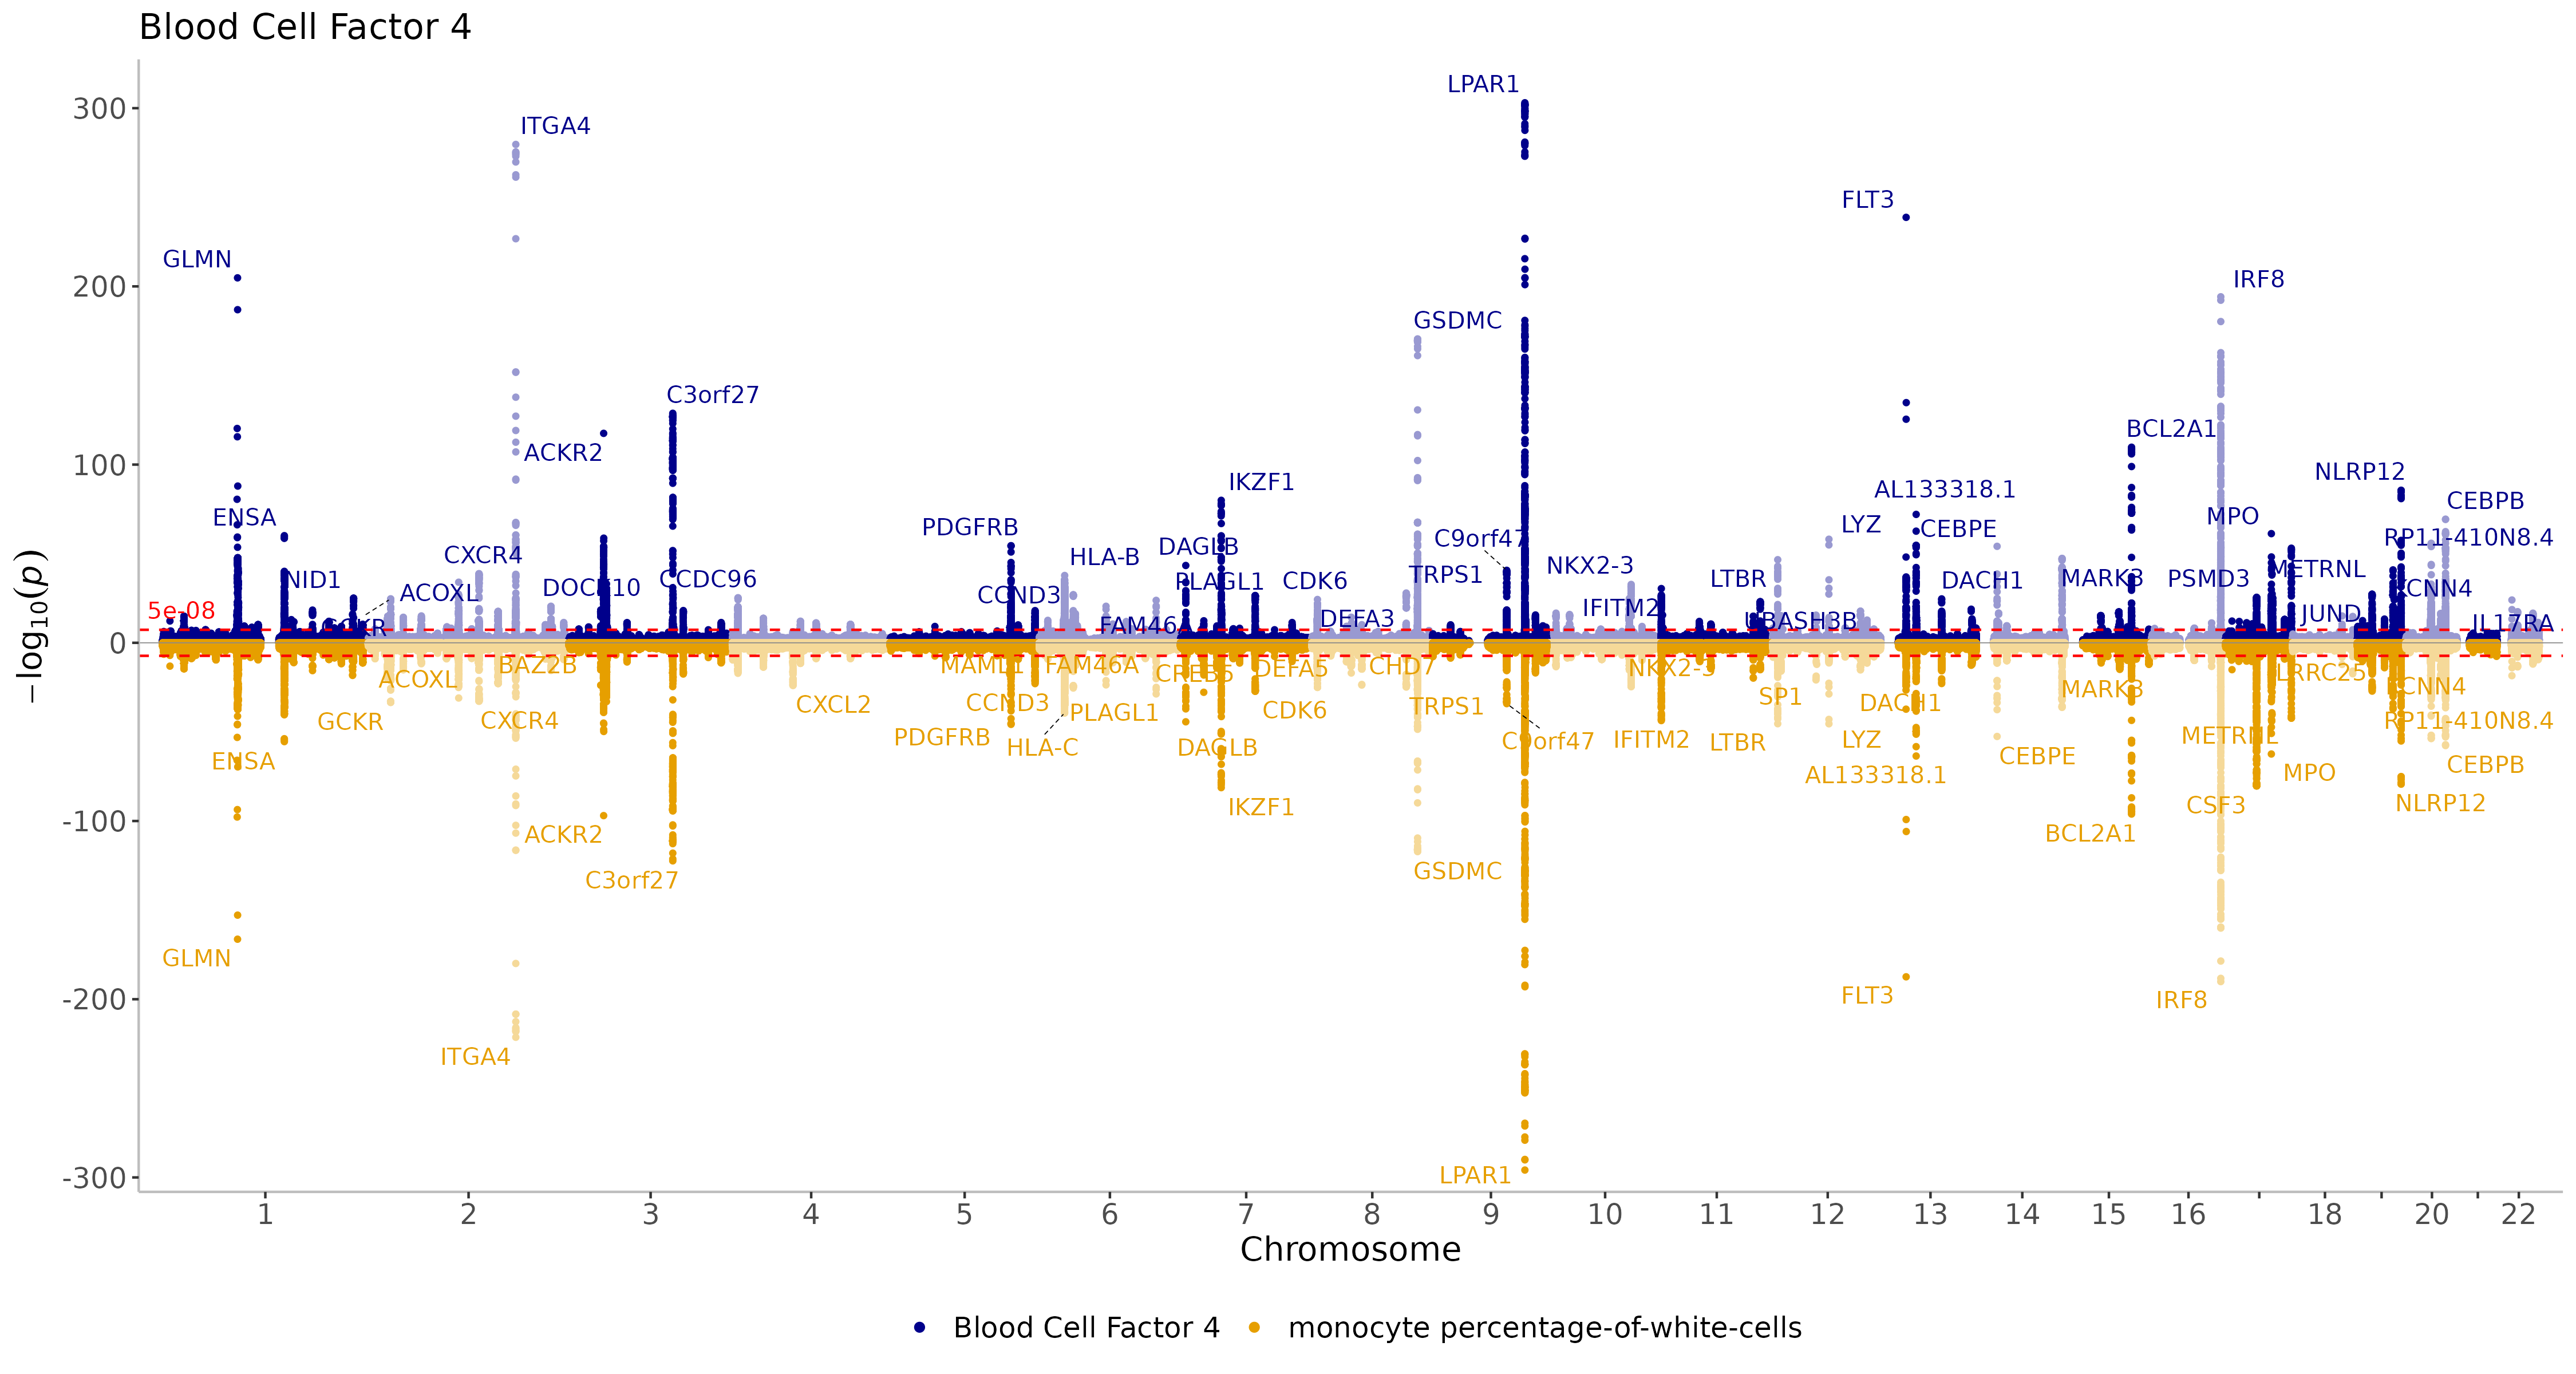 Blood Cell Factor 4
LPAR1
300
ITGA4
FLT3
GLMN
IRF8
200
GSDMC
C3orf27
BCL2A1
ACKR2
100
NLRP12
IKZF1
AL133318.1
CEBPB
ENSA
MPO
LYZ
PDGFRB
CEBPE
C9orf47
RP11-410N8.4
DAGLB
CXCR4
HLA-B
NKX2-3
METRNL
TRPS1
NID1
CCDC96
PLAGL1
CDK6
LTBR
DACH1
MARK3
PSMD3
DOCK10
CNN4
ACOXL
CCND3
5e-08
IFITM2
JUND
DEFA3
UBASH3B
GCKR
FAM46
IL17RA
0
−log10(p)
BAZ2B
MAML1
FAM46A
CREB5
DEFA5
CHD7
NKX2-3
LRRC25
ACOXL
CCND3
CXCL2
TRPS1
SP1
DACH1
MARK3
CNN4
GCKR
CXCR4
PLAGL1
CDK6
RP11-410N8.4
PDGFRB
HLA-C
DAGLB
C9orf47
IFITM2
LTBR
LYZ
METRNL
ENSA
CEBPE
CEBPB
AL133318.1
MPO
IKZF1
CSF3
NLRP12
-100
ACKR2
BCL2A1
C3orf27
GSDMC
GLMN
-200
FLT3
IRF8
ITGA4
-300
LPAR1
1 2 3 4 5 6 7 8 9 10 11 12 13 14 15 16 18 20 22
Chromosome
Blood Cell Factor 4 monocyte percentage-of-white-cells